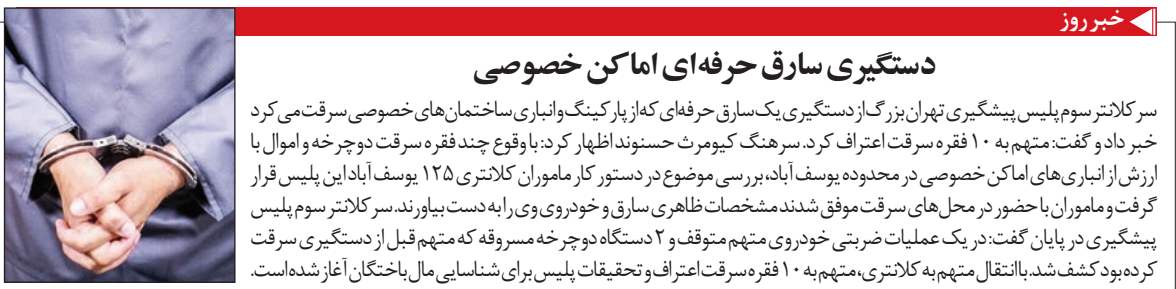 خبر روز
دستگیری سارق حرفه‌ای اماکن خصوصی
سرکلانتر سوم پلیس پیشگیری تهران بزرگ از دستگیری یک سارق حرفه‌ای که از پارکینگ و انباری ساختمان‌های خصوصی سرقت می‌کرد
خبر داد و گفت: متهم به ۱۰ فقره سرقت اعتراف کرد. سرهنگ کیومرث حسنوند اظهار کرد: با وقوع چند فقره سرقت دوچرخه و اموال با
ارزش از انباری‌های اماکن خصوصی در محدوده یوسف آباد، بررسی موضوع در دستور کار ماموران کلانتری ۱۲۵ یوسف آباد این پلیس قرار
گرفت و ماموران با حضور در محل‌های سرقت موفق شدند مشخصات ظاهری سارق و خودروی وی را به دست بیاورند. سرکلانتر سوم پلیس
پیشگیری در پایان گفت: در یک عملیات ضربتی خودروی متهم متوقف و ۲ دستگاه دوچرخه مسروقه که متهم قبل از دستگیری سرقت
کرده بود کشف شد. با انتقال متهم به کلانتری، متهم به ۱۰ فقره سرقت اعتراف و تحقیقات پلیس برای شناسایی مال‌باختگان آغاز شده است.